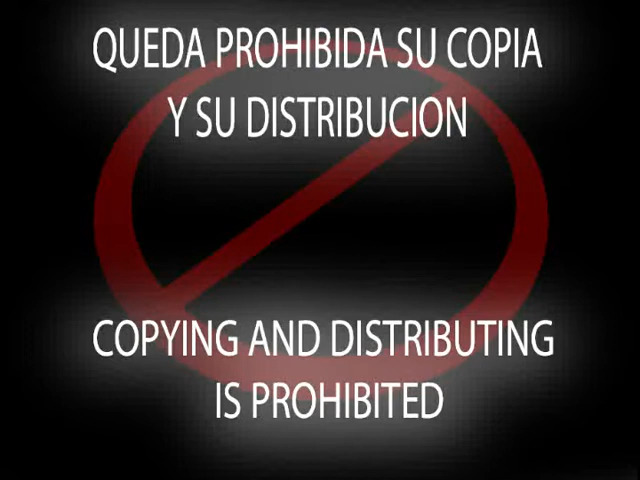 QUEDA PROHIBIDA SU COPIA
Y SU DISTRIBUCION
COPYING AND DISTRIBUTING
IS PROHIBITED